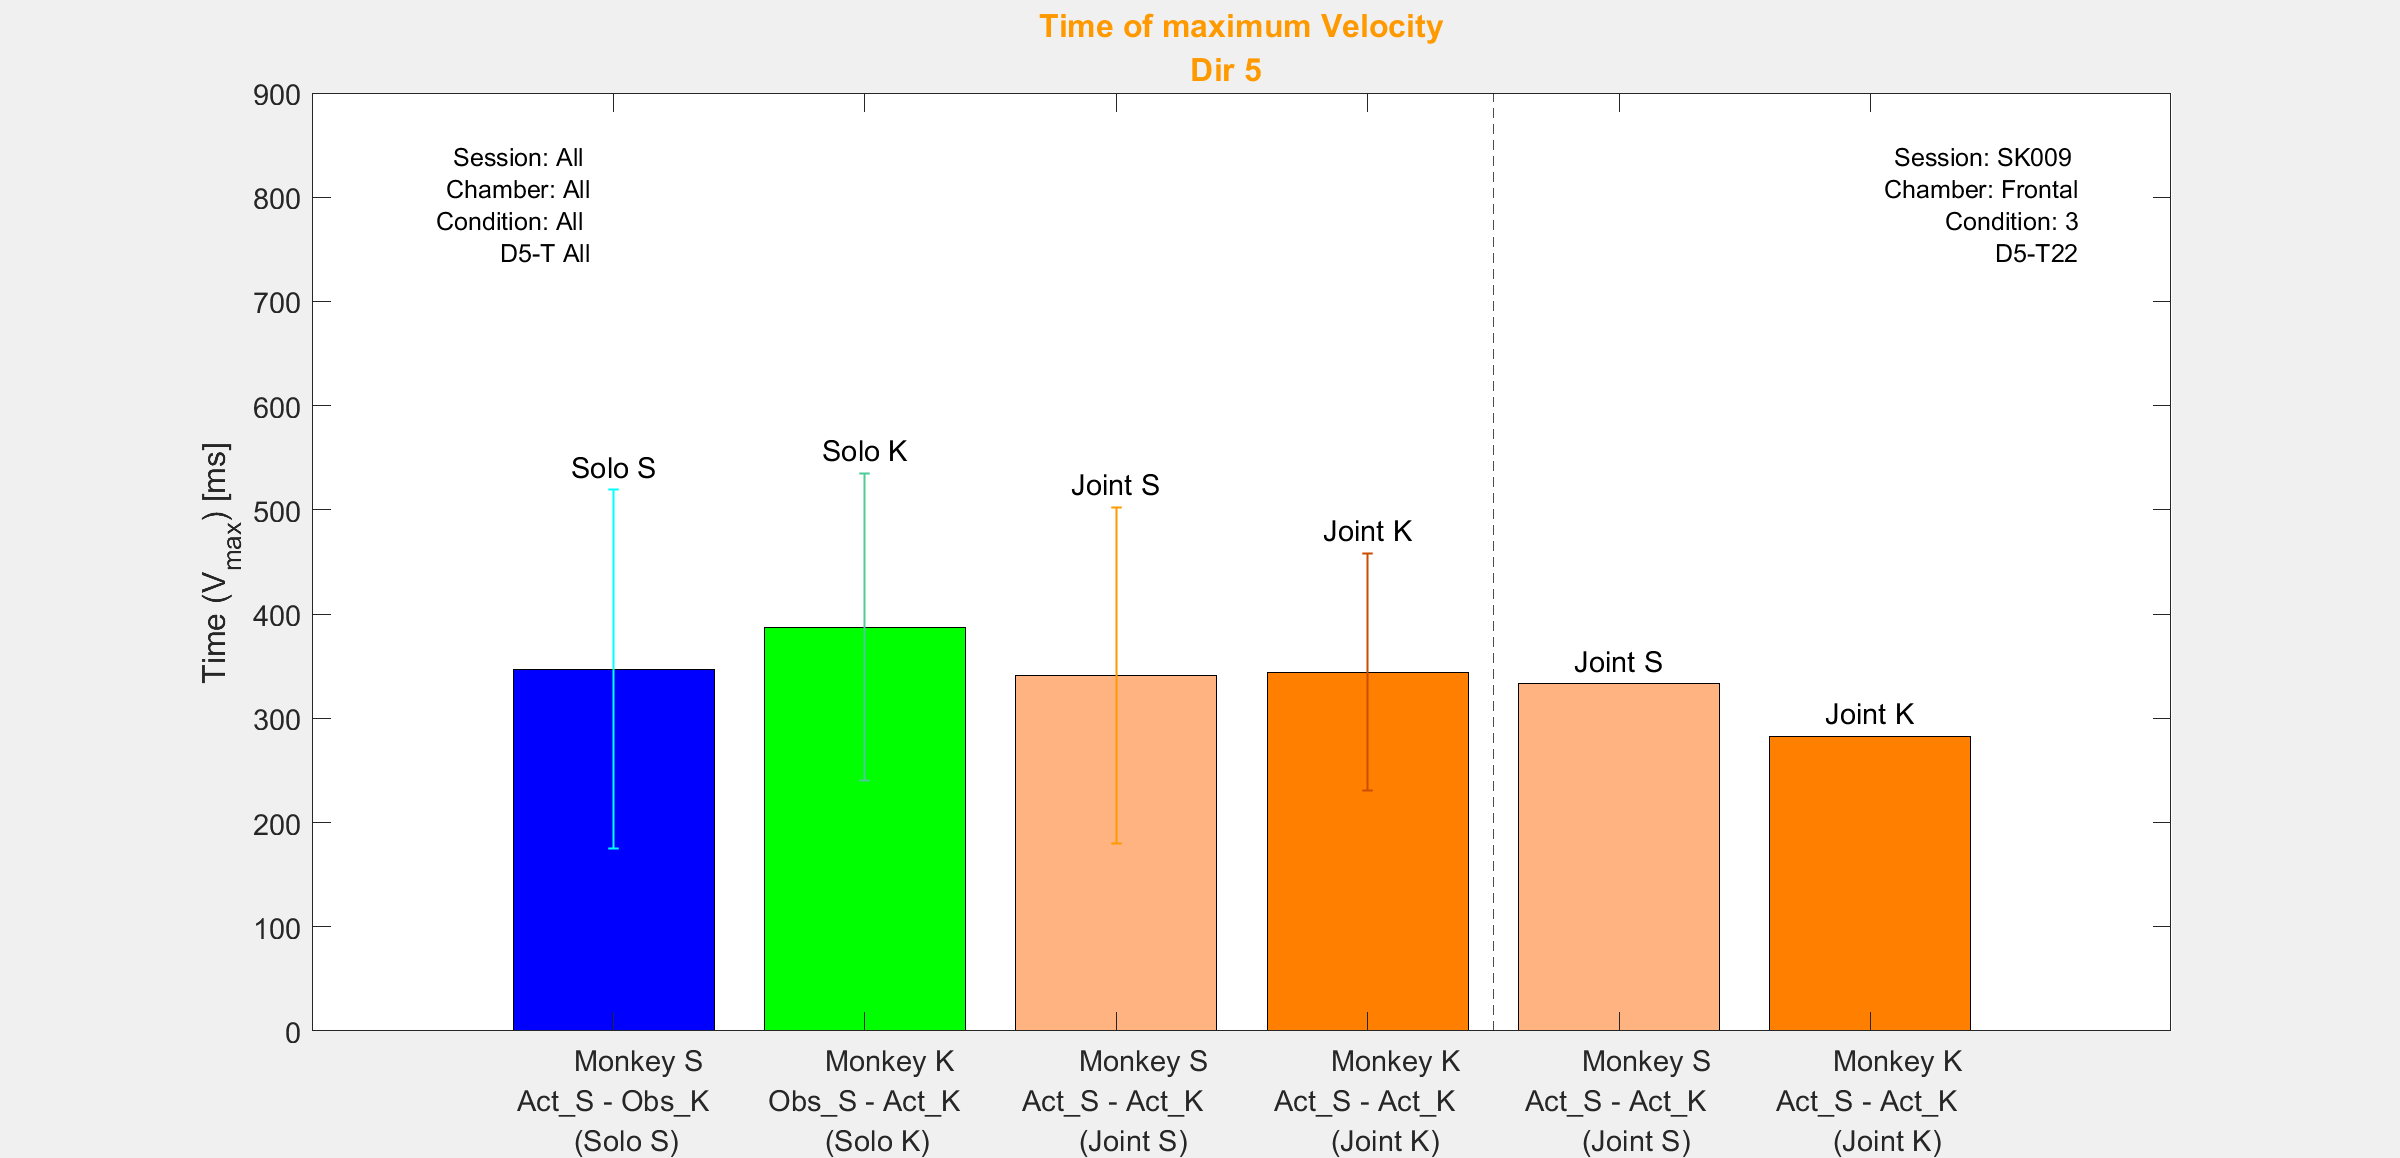 Time of maximum Velocity
Dir 5
900
800
700
600
500
400
300
200
100
0
Time (Vmax) [ms]
Session: All
Chamber: All
Condition: All
D5-T All
Session: SK009
Chamber: Frontal
Condition: 3
D5-T22
Solo S
Solo K
Joint S
Joint K
Joint S
Joint K
Monkey S
Act_S - Obs_K
(Solo S)
Monkey K
Obs_S - Act_K
(Solo K)
Monkey S
Act_S - Act_K
(Joint S)
Monkey K
Act_S - Act_K
(Joint K)
Monkey S
Act_S - Act_K
(Joint S)
Monkey K
Act_S - Act_K
(Joint K)